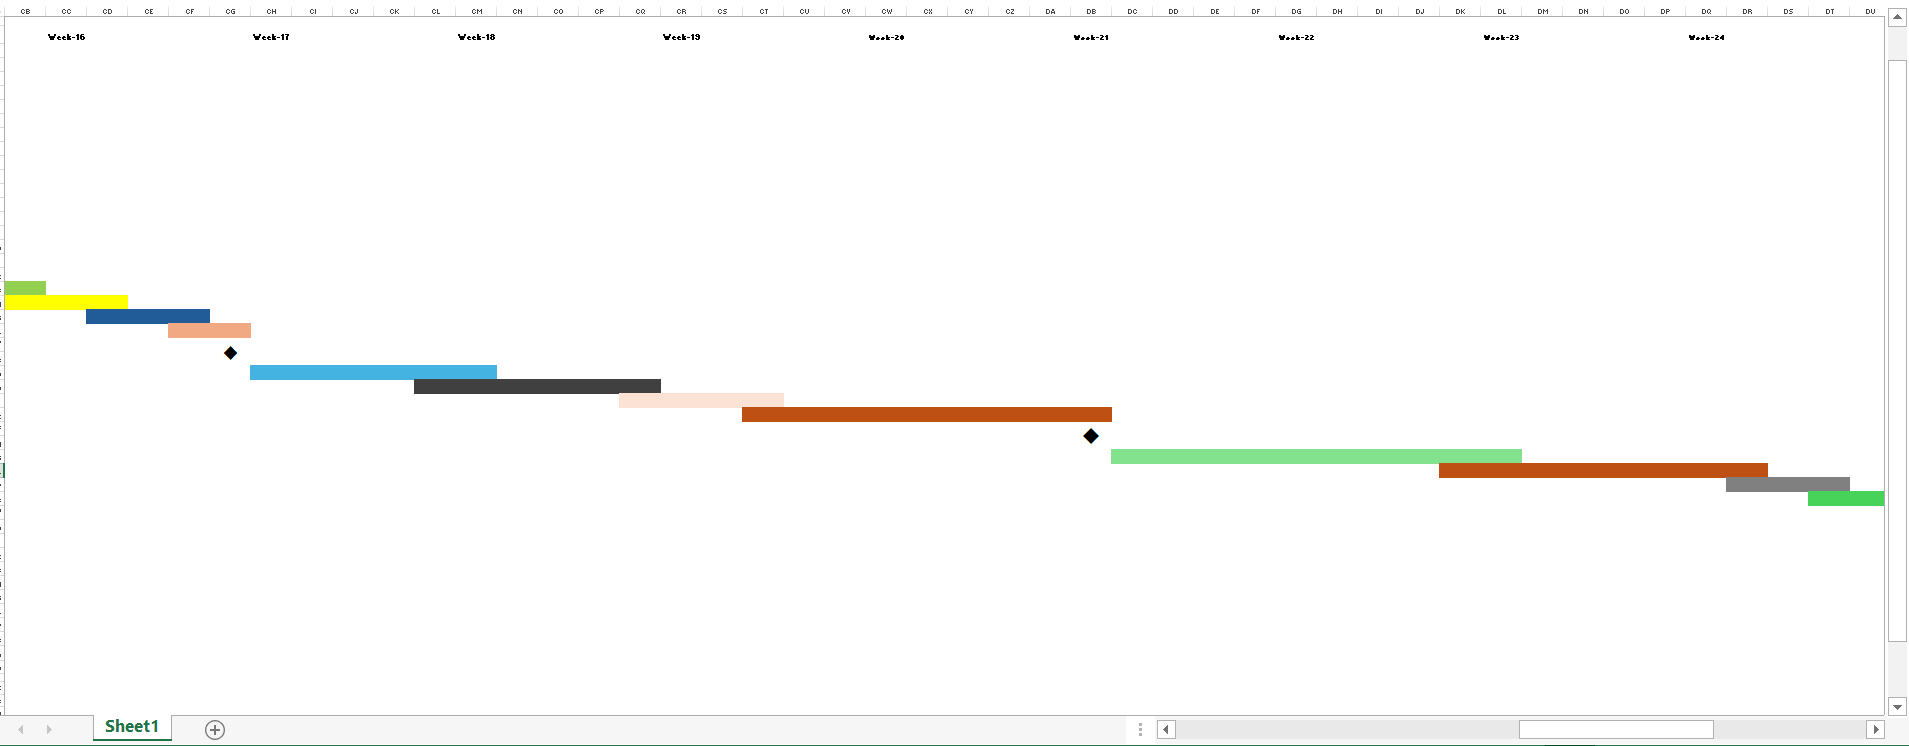 CB CC CD CE CF CG CH CI CJ CK CL CM CN CO CP CQ CR CS CT CU CV CW CX CY CZ DA DB DC DD DE DF DG DH DI DJ DK DL DM DN DO DP DQ DR DS DT DU
Week-16 Week-17 Week-18 Week-19 Week-20 Week-21 Week-22 Week-23 Week-24
Sheet1